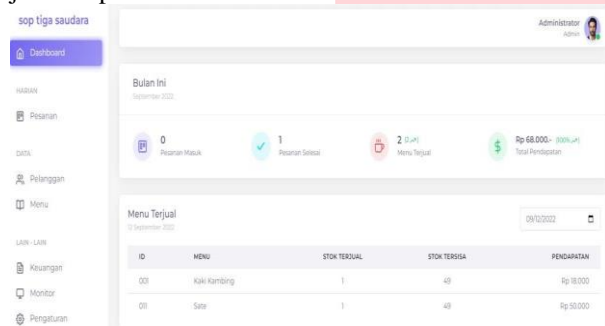 sop tiga saudara
Administrator
Admin
Dashboard
HARIAN
Pesanan
DATA
Pelanggan
Menu
LAIN - LAIN
Keuangan
Monitor
Pengaturan
Bulan Ini
September 2022
0
Pesanan Masuk
1
Pesanan Selesai
2
Menu Terjual
Rp 68.000,-
Total Pendapatan
Menu Terjual
12 September 2022
09/12/2022
ID MENU STOK TERJUAL STOK TERSISA PENDAPATAN
001 Kaki Kambing 1 49 Rp 18.000
011 Sate 1 49 Rp 50.000